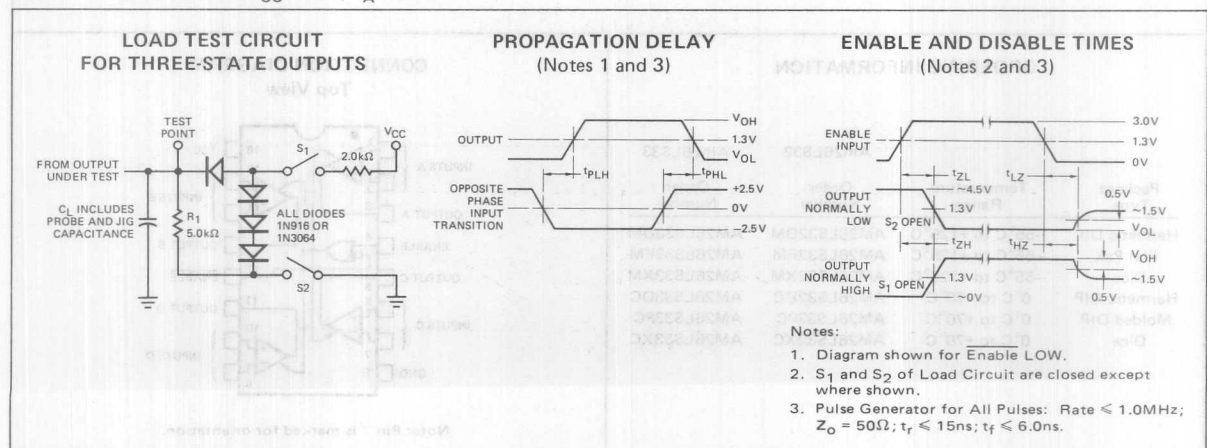 LOAD TEST CIRCUIT
FOR THREE-STATE OUTPUTS
TEST
POINT
FROM OUTPUT
UNDER TEST
CL INCLUDES
PROBE AND JIG
CAPACITANCE
R1
5.0kΩ
S1
2.0kΩ
VCC
ALL DIODES
1N916 OR
1N3064
S2
PROPAGATION DELAY
(Notes 1 and 3)
OUTPUT
VOH
1.3V
VOL
tPLH
tPHL
OPPOSITE
PHASE
INPUT
TRANSITION
+2.5V
0V
−2.5V
ENABLE AND DISABLE TIMES
(Notes 2 and 3)
ENABLE
INPUT
3.0V
1.3V
0V
tZL
tLZ
OUTPUT
NORMALLY
LOW
4.5V
1.3V
S2 OPEN
0.5V
~1.5V
VOL
tZH
tHZ
OUTPUT
NORMALLY
HIGH
S1 OPEN
1.3V
0V
VOH
~1.5V
0.5V
Notes:
1. Diagram shown for Enable LOW.
2. S1 and S2 of Load Circuit are closed except
where shown.
3. Pulse Generator for All Pulses: Rate ≤ 1.0MHz;
Zo = 50Ω; tr ≤ 15ns; tf ≤ 6.0ns.